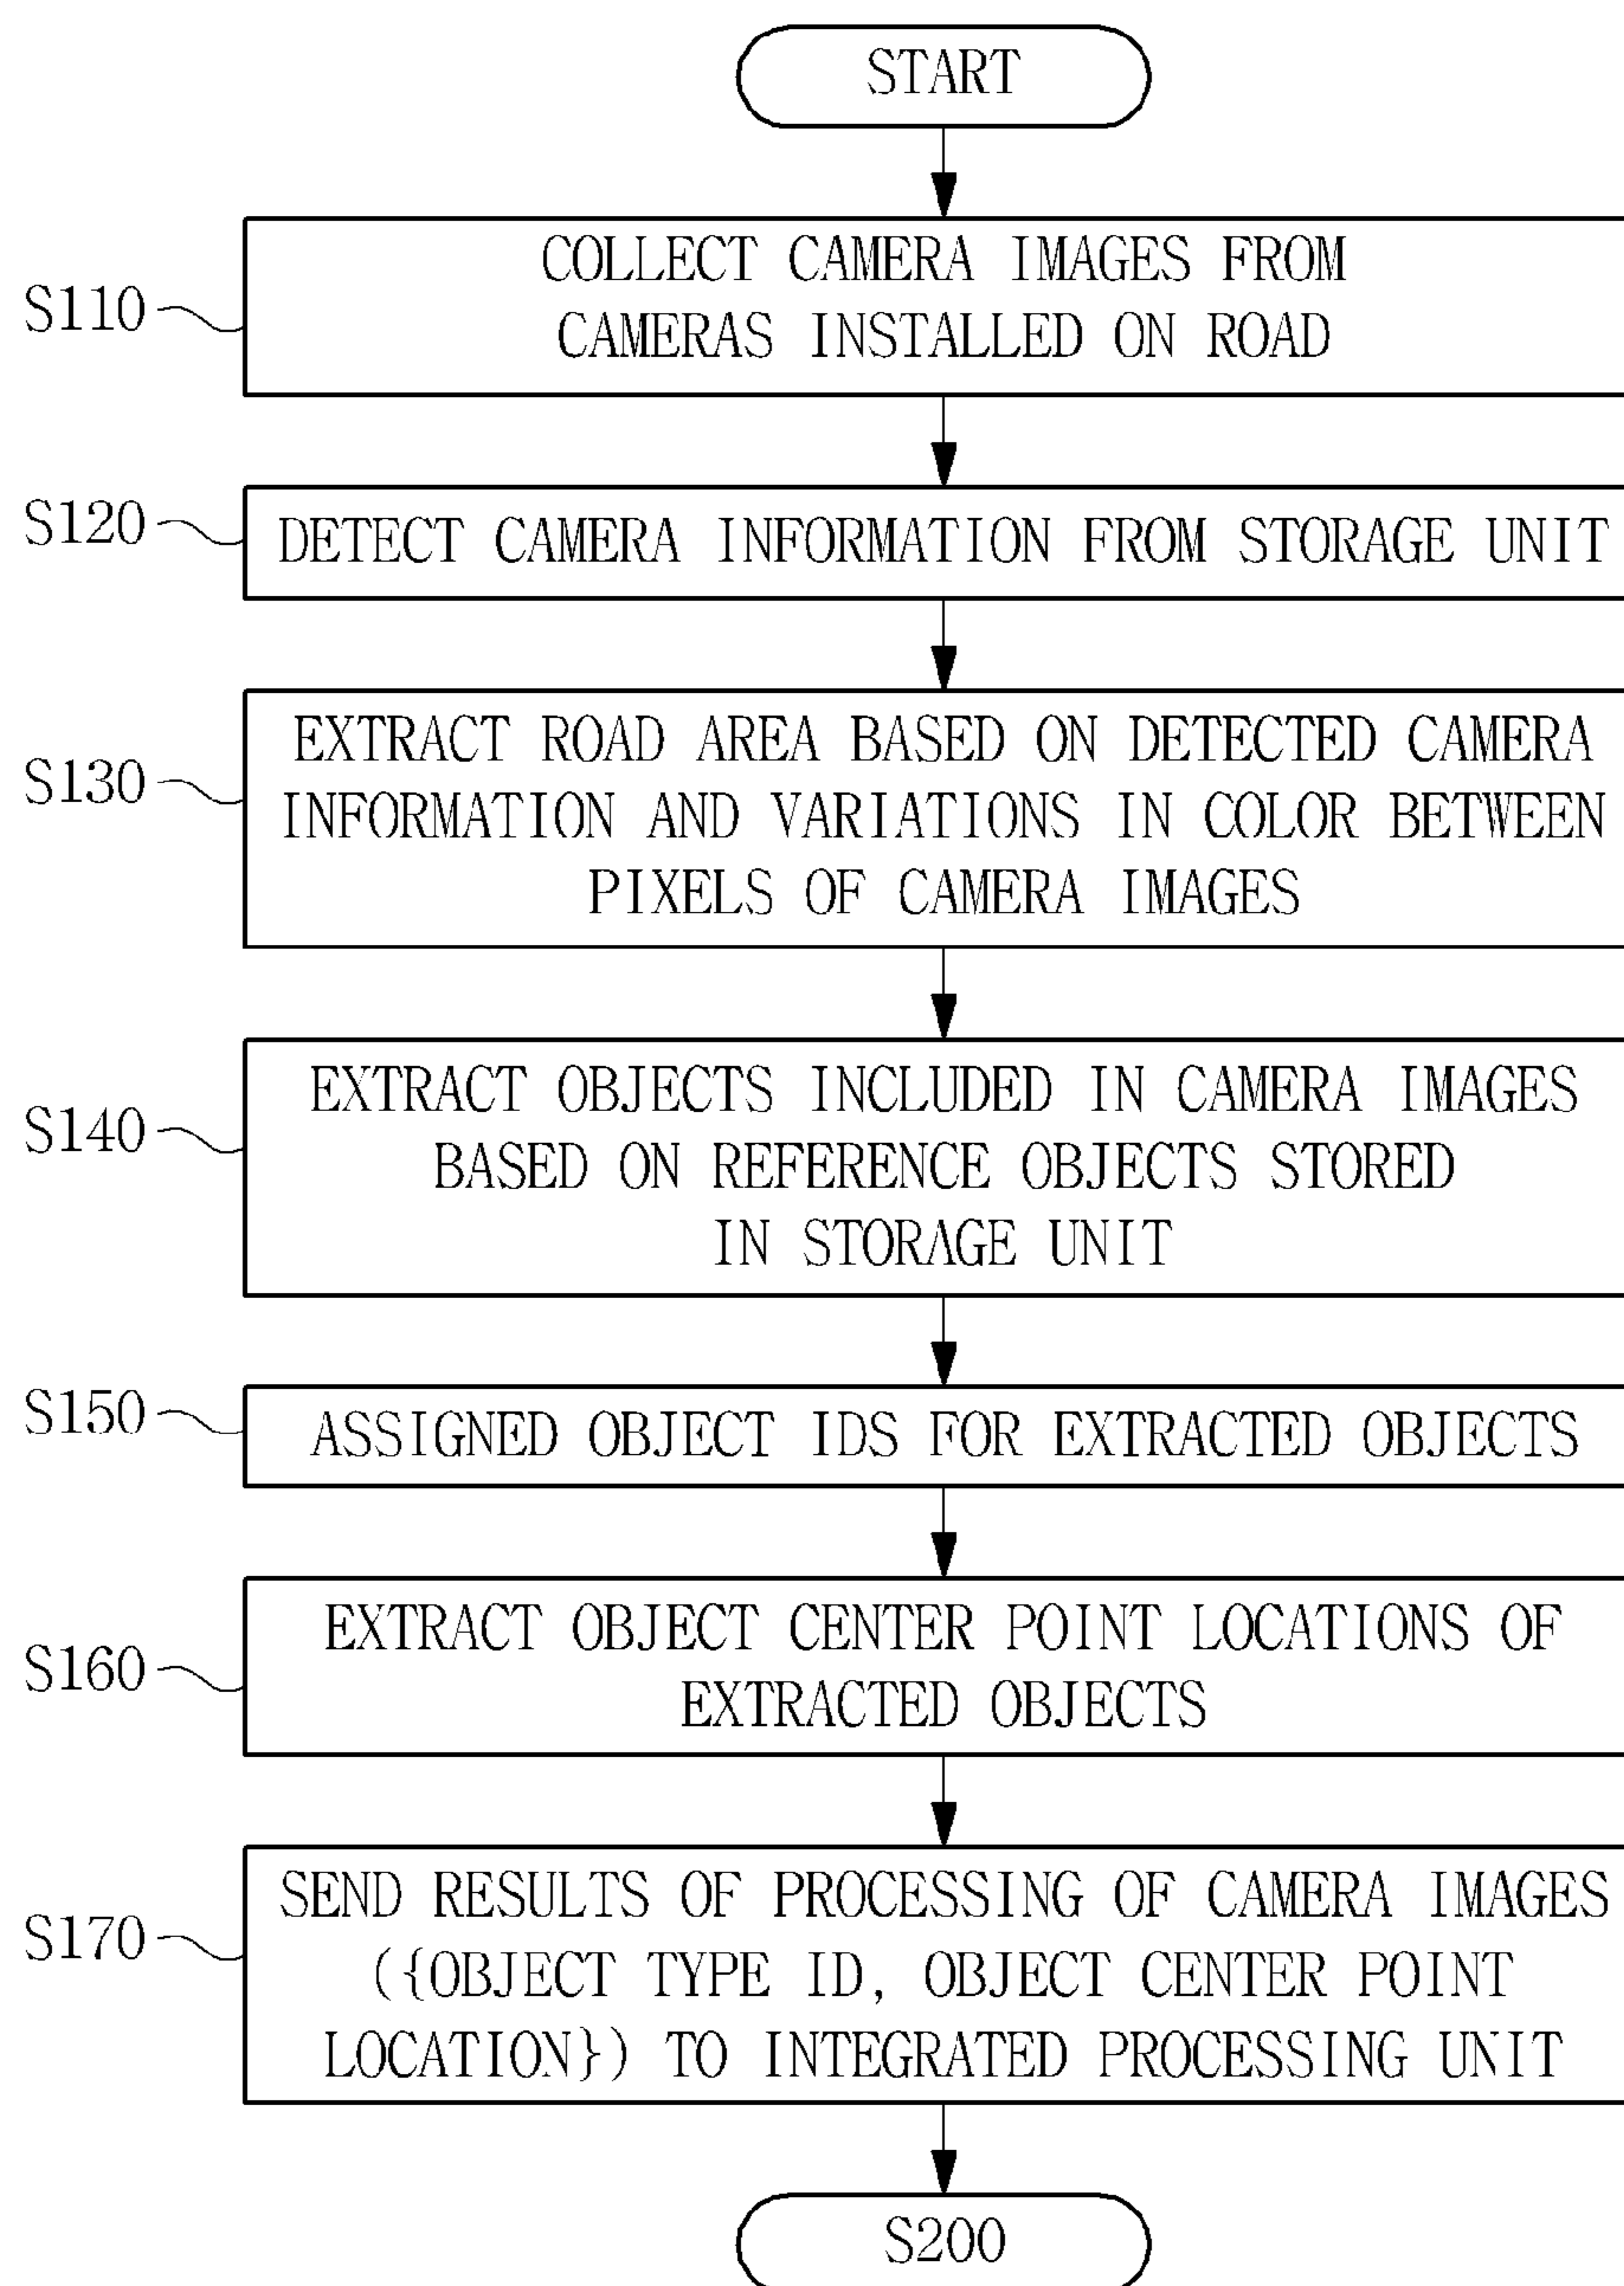 START
S110
COLLECT CAMERA IMAGES FROM
CAMERAS INSTALLED ON ROAD
S120
DETECT CAMERA INFORMATION FROM STORAGE UNIT
S130
EXTRACT ROAD AREA BASED ON DETECTED CAMERA
INFORMATION AND VARIATIONS IN COLOR BETWEEN
PIXELS OF CAMERA IMAGES
S140
EXTRACT OBJECTS INCLUDED IN CAMERA IMAGES
BASED ON REFERENCE OBJECTS STORED
IN STORAGE UNIT
S150
ASSIGNED OBJECT IDS FOR EXTRACTED OBJECTS
S160
EXTRACT OBJECT CENTER POINT LOCATIONS OF
EXTRACTED OBJECTS
S170
SEND RESULTS OF PROCESSING OF CAMERA IMAGES
({OBJECT TYPE ID, OBJECT CENTER POINT
LOCATION}) TO INTEGRATED PROCESSING UNIT
S200